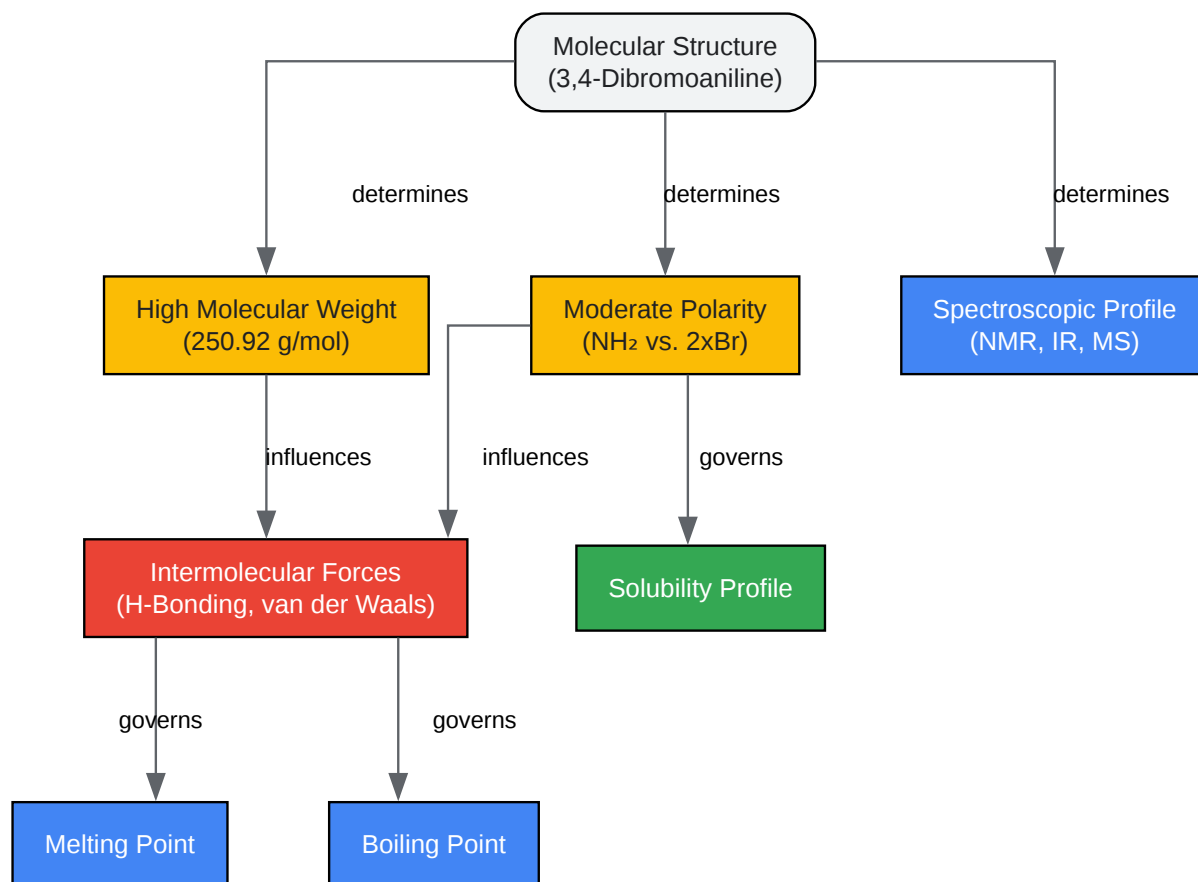 Molecular Structure
(3,4-Dibromoaniline)
determines
determines
determines
High Molecular Weight
(250.92 g/mol)
Moderate Polarity
(NH₂ vs. 2xBr)
Spectroscopic Profile
(NMR, IR, MS)
influences
influences
governs
Intermolecular Forces
(H-Bonding, van der Waals)
Solubility Profile
governs
governs
Melting Point
Boiling Point